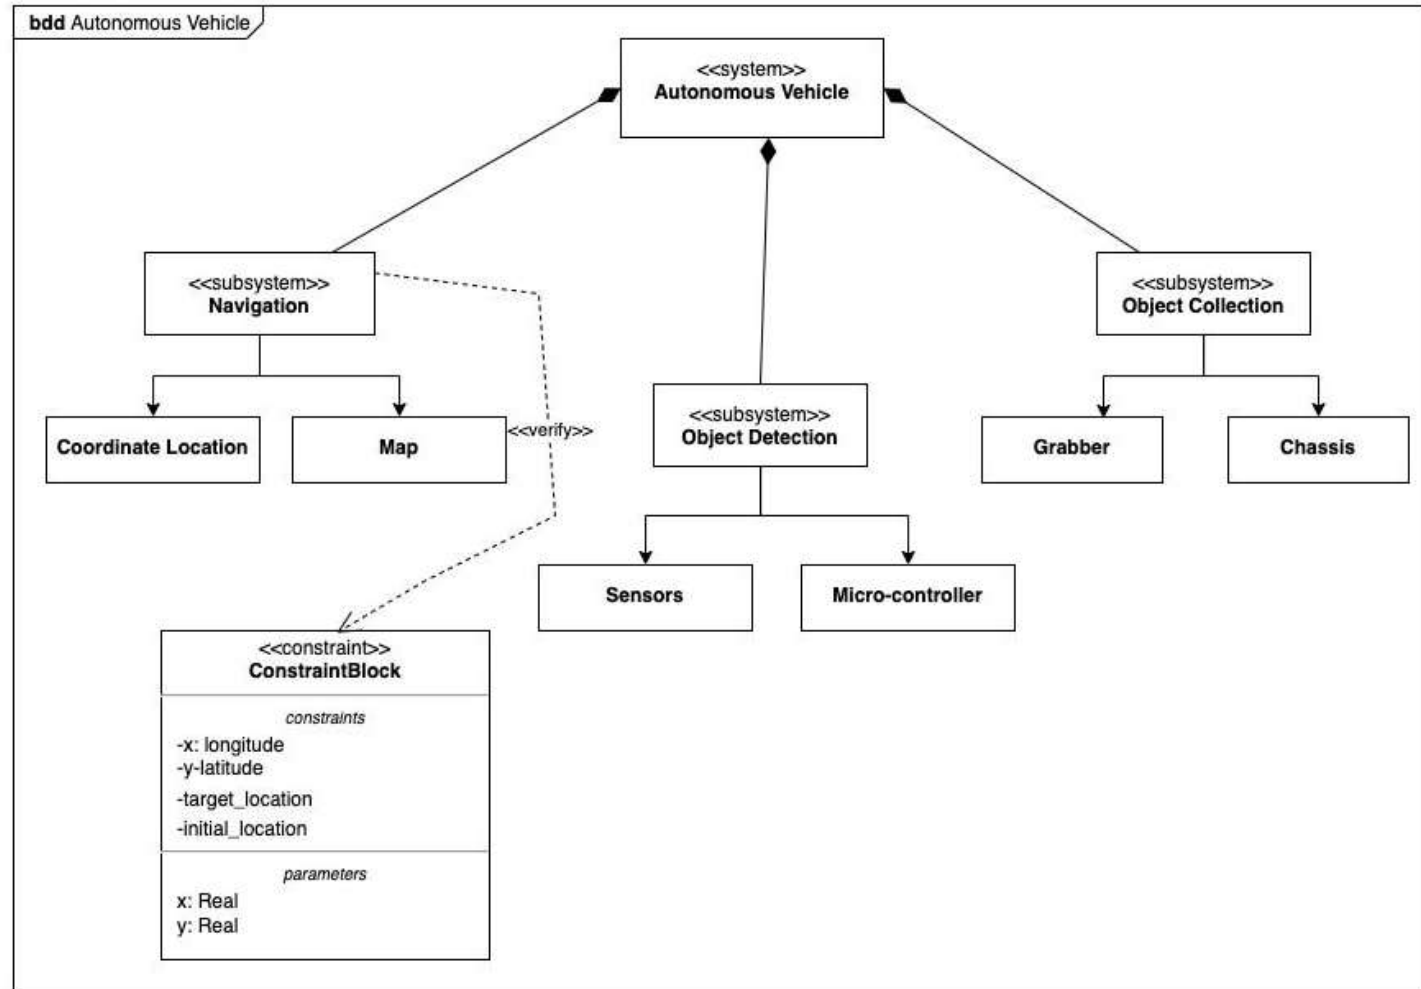 bdd Autonomous Vehicle
<<system>>
Autonomous Vehicle
<<subsystem>>
Navigation
<<subsystem>>
Object Collection
<<subsystem>>
Object Detection
Coordinate Location
Map
<<verify>>
Grabber
Chassis
Sensors
Micro-controller
<<constraint>>
ConstraintBlock
constraints
-x: longitude
-y-latitude
-target_location
-initial_location
parameters
x: Real
y: Real